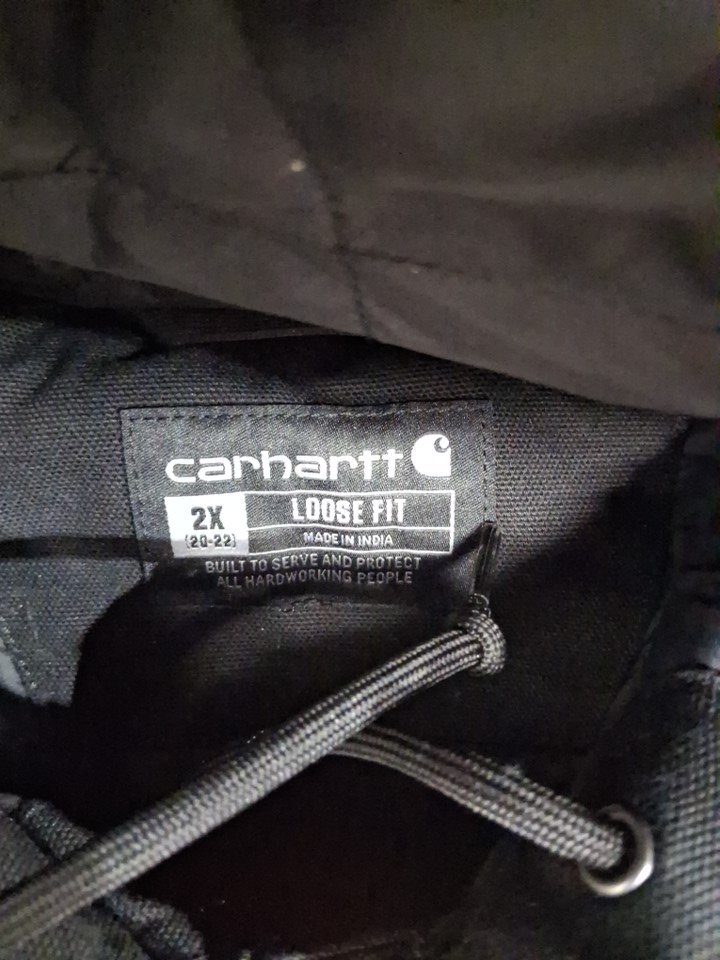 carhartt
2X
(20-22)
LOOSE FIT
MADE IN INDIA
BUILT TO SERVE AND PROTECT
ALL HARDWORKING PEOPLE